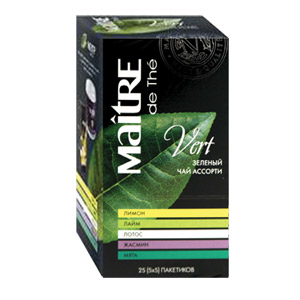 MAÎTRE
de Thé
Vert
ЗЕЛЕНЫЙ
ЧАЙ АССОРТИ
ЛИМОН
ЛАЙМ
ЛОТОС
ЖАСМИН
МЯТА
25 (5x5) ПАКЕТИКОВ